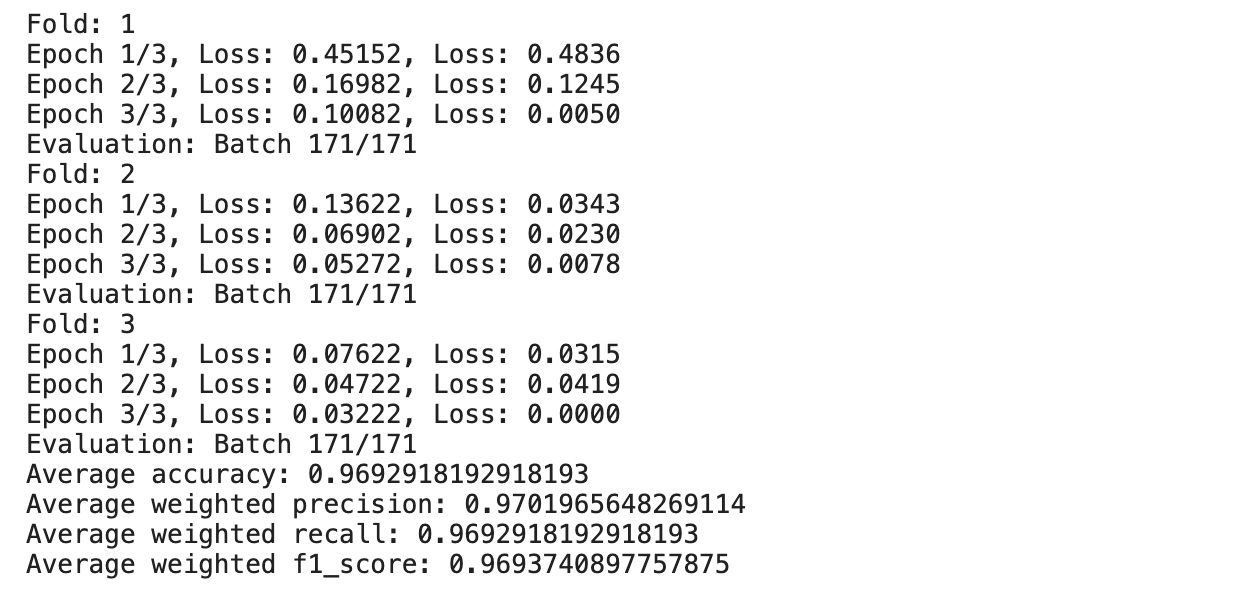 Fold: 1
Epoch 1/3, Loss: 0.45152, Loss: 0.4836
Epoch 2/3, Loss: 0.16982, Loss: 0.1245
Epoch 3/3, Loss: 0.10082, Loss: 0.0050
Evaluation: Batch 171/171
Fold: 2
Epoch 1/3, Loss: 0.13622, Loss: 0.0343
Epoch 2/3, Loss: 0.06902, Loss: 0.0230
Epoch 3/3, Loss: 0.05272, Loss: 0.0078
Evaluation: Batch 171/171
Fold: 3
Epoch 1/3, Loss: 0.07622, Loss: 0.0315
Epoch 2/3, Loss: 0.04722, Loss: 0.0419
Epoch 3/3, Loss: 0.03222, Loss: 0.0000
Evaluation: Batch 171/171
Average accuracy: 0.9692918192918193
Average weighted precision: 0.9701965648269114
Average weighted recall: 0.9692918192918193
Average weighted f1_score: 0.9693740897757875